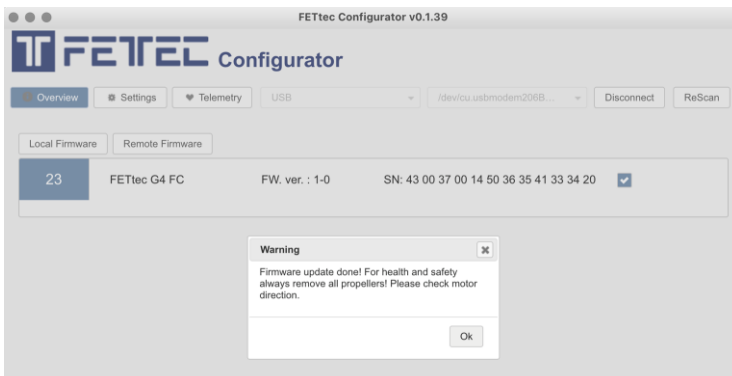 FETtec Configurator v0.1.39
FETTEC Configurator
Overview Settings Telemetry USB /dev/cu.usbmodem206B... Disconnect ReScan
Local Firmware Remote Firmware
23 FETtec G4 FC FW. ver. : 1-0 SN: 43 00 37 00 14 50 36 35 41 33 34 20
Warning
Firmware update done! For health and safety
always remove all propellers! Please check motor
direction.
Ok